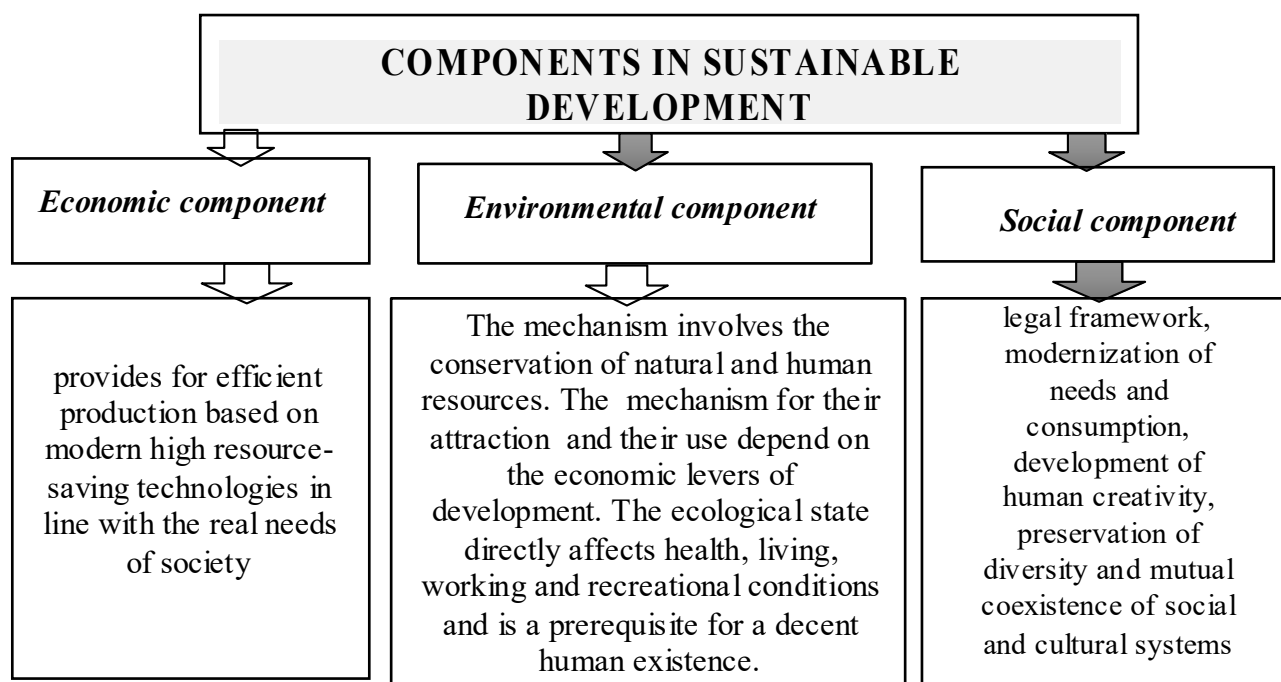 COMPONENTS IN SUSTAINABLE
DEVELOPMENT
Economic component
Environmental component
Social component
provides for efficient
production based on
modern high resource-
saving technologies in
line with the real needs
of society
The mechanism involves the
conservation of natural and human
resources. The mechanism for their
attraction and their use depend on
the economic levers of
development. The ecological state
directly affects health, living,
working and recreational conditions
and is a prerequisite for a decent
human existence.
legal framework,
modernization of
needs and
consumption,
development of
human creativity,
preservation of
diversity and mutual
coexistence of social
and cultural systems